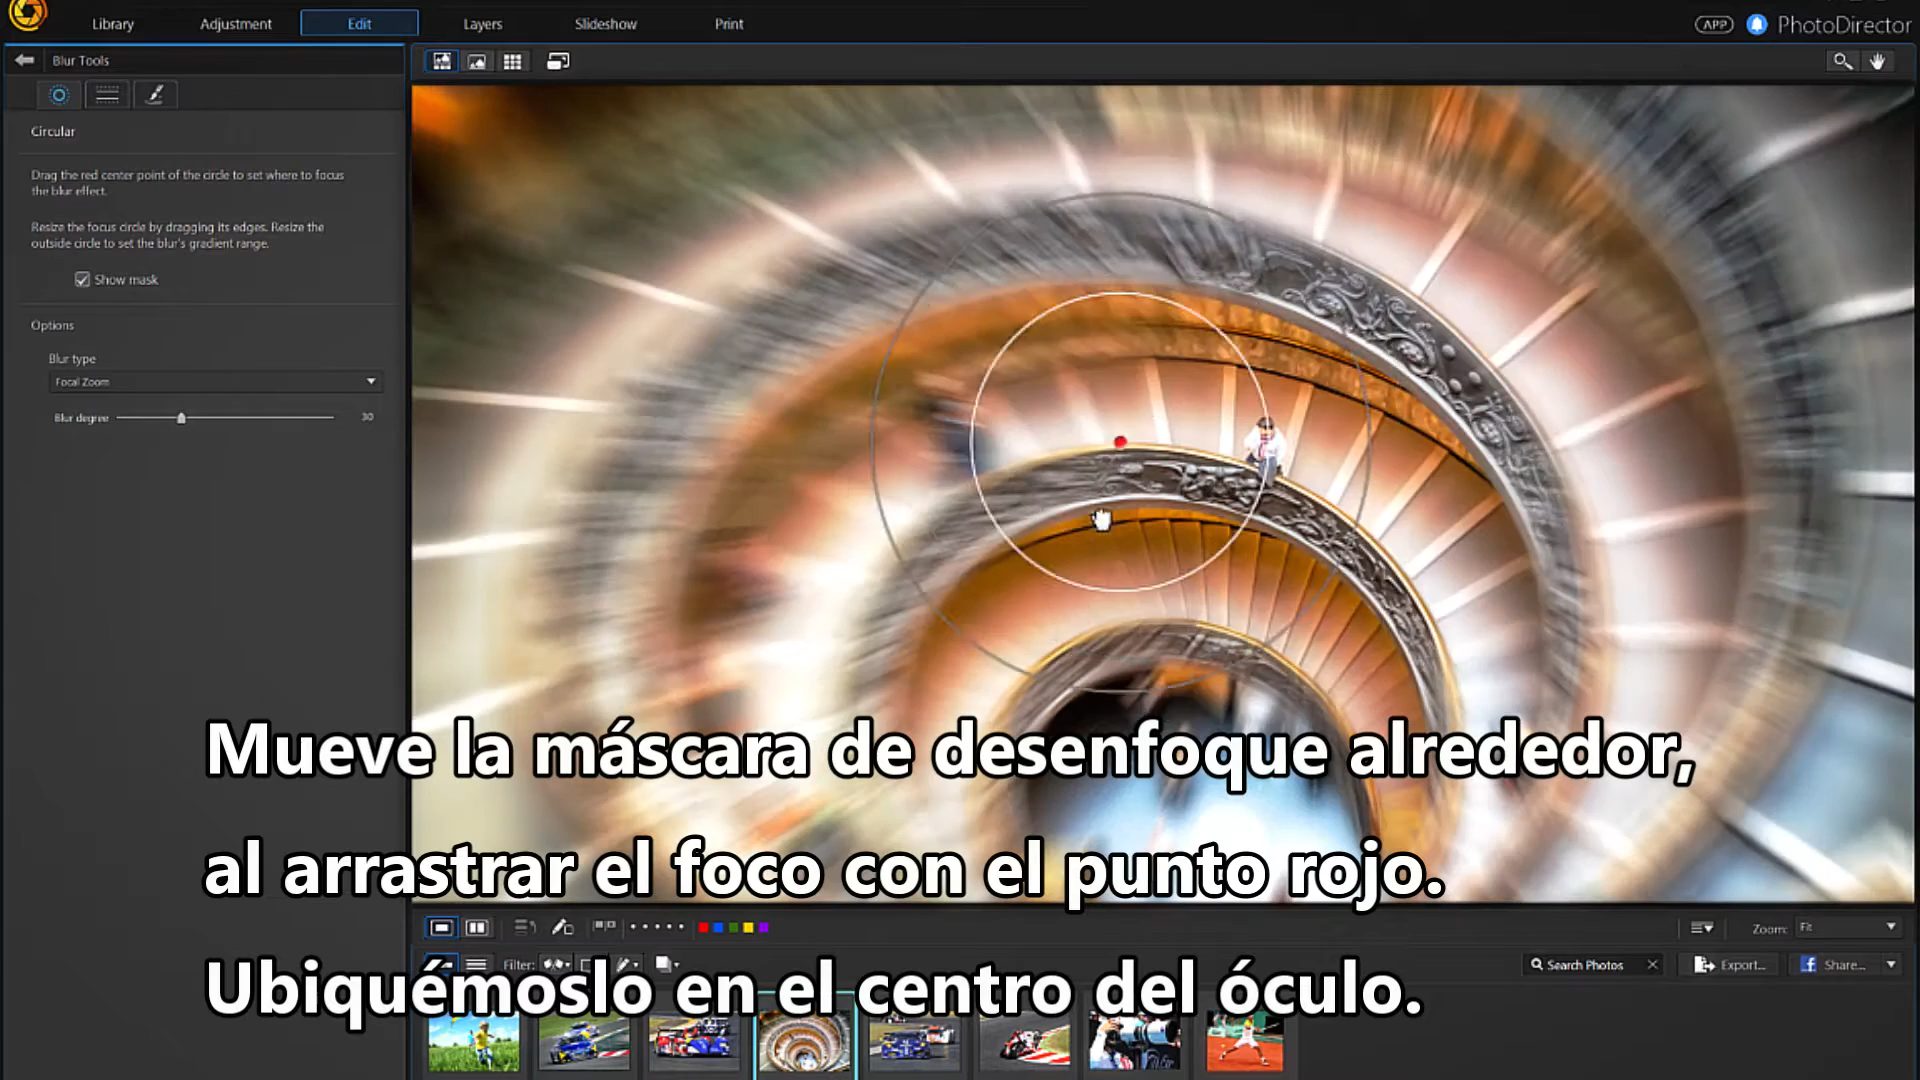 Library Adjustment Edit Layers Slideshow Print APP PhotoDirector
Blur Tools
Circular
Drag the red center point of the circle to set where to focus
the blur effect.
Resize the focus circle by dragging its edges. Resize the
outside circle to set the blur's gradient range.
Show mask
Options
Blur type
Focal Zoom
Blur degree 30
Mueve la máscara de desenfoque alrededor,
al arrastrar el foco con el punto rojo.
Zoom: Fit
Filter: Search Photos Export... Share...
Ubiquémoslo en el centro del óculo.